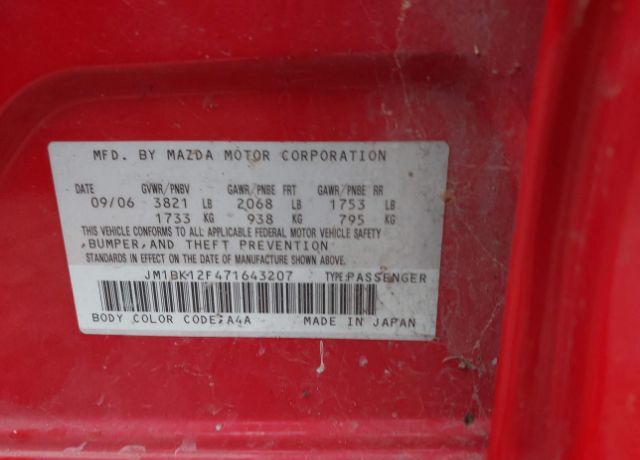 MFD. BY MAZDA MOTOR CORPORATION
DATE GVWR/PNBV GAWR/PNBE FRT GAWR/PNBE RR
09/06 3821 LB 2068 LB 1753 LB
1733 KG 938 KG 795 KG
THIS VEHICLE CONFORMS TO ALL APPLICABLE FEDERAL MOTOR VEHICLE SAFETY
,BUMPER,AND THEFT PREVENTION
STANDARDS IN EFFECT ON THE DATE OF MANUFACTURE SHOWN ABOVE.
JM1BK12F471643207 TYPE:PASSENGER
BODY COLOR CODE:A4A MADE IN JAPAN